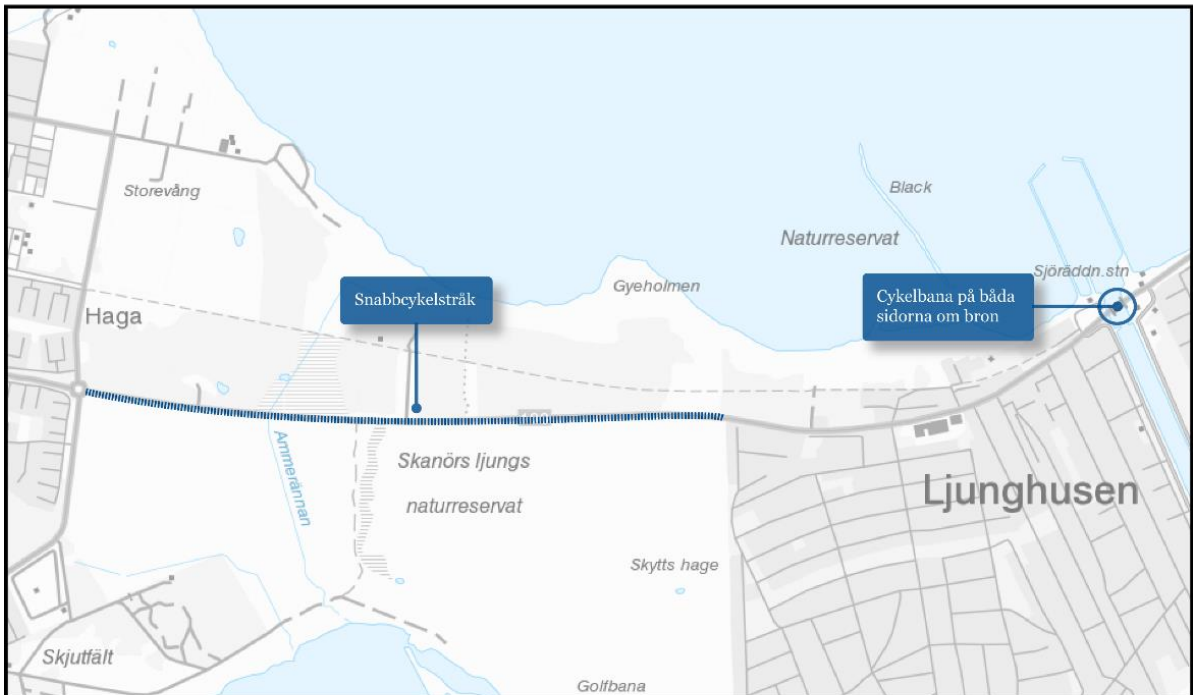 Storevång
Black
Naturreservat
Sjöräddn.stn
Snabbcykelstråk
Gyeholmen
Cykelbana på båda
sidorna om bron
Haga
Ammerännan
Skanörs ljungs
naturreservat
Ljunghusen
Skytts hage
Skjutfält
Golfbana